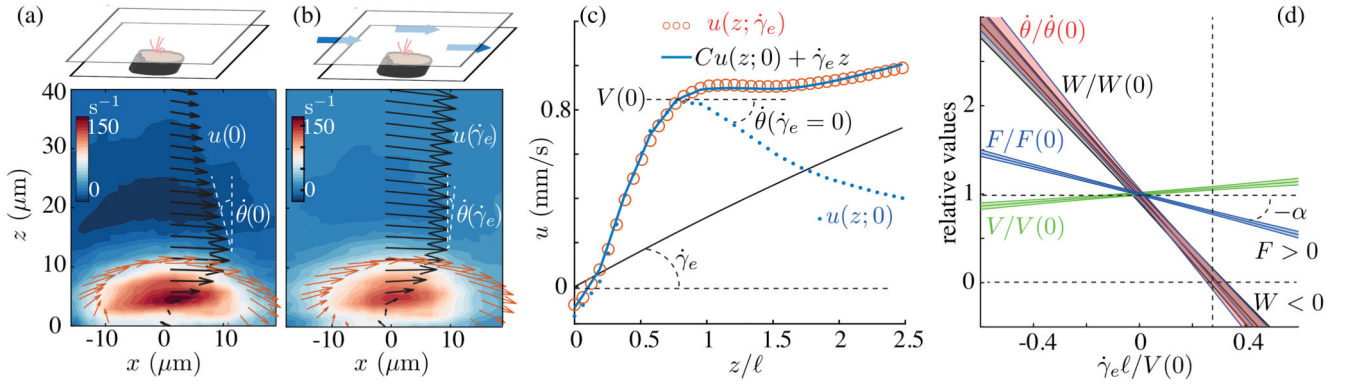 (a)
(b)
(c)
(d)
40
30
20
10
0
z (μm)
s⁻¹
150
0
u(0)
θ̇(0)
-10 0 10
x (μm)
s⁻¹
150
0
u(γ̇ₑ)
θ̇(γ̇ₑ)
-10 0 10
x (μm)
u(z; γ̇ₑ)
Cu(z; 0) + γ̇ₑ z
V(0)
θ̇(γ̇ₑ = 0)
u(z; 0)
γ̇ₑ
0.8
0
u (mm/s)
0 0.5 1 1.5 2 2.5
z/ℓ
θ̇/θ̇(0)
W/W(0)
F/F(0)
V/V(0)
−α
F > 0
W < 0
2
1
0
relative values
-0.4 0 0.4
γ̇ₑℓ/V(0)